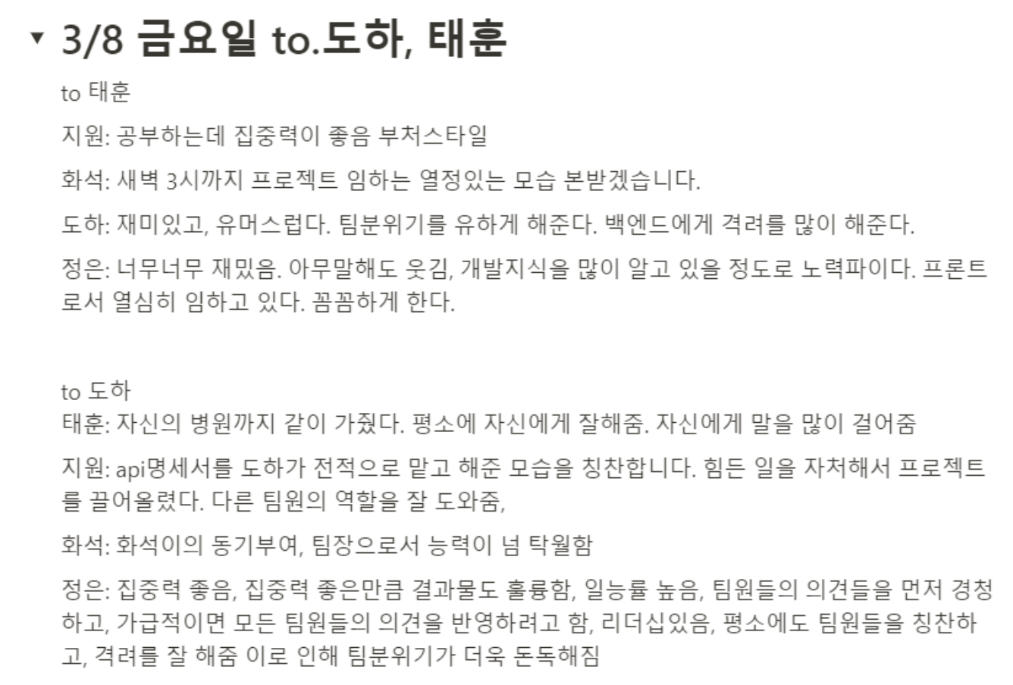 3/8 금요일 to.도하, 태훈
to 태훈
지원: 공부하는데 집중력이 좋음 부처스타일
화석: 새벽 3시까지 프로젝트 임하는 열정있는 모습 본받겠습니다.
도하: 재미있고, 유머스럽다. 팀분위기를 유하게 해준다. 백엔드에게 격려를 많이 해준다.
정은: 너무너무 재밌음. 아무말해도 웃김, 개발지식을 많이 알고 있을 정도로 노력파이다. 프론트
로서 열심히 임하고 있다. 꼼꼼하게 한다.
to 도하
태훈: 자신의 병원까지 같이 가줬다. 평소에 자신에게 잘해줌. 자신에게 말을 많이 걸어줌
지원: api명세서를 도하가 전적으로 맡고 해준 모습을 칭찬합니다. 힘든 일을 자처해서 프로젝트
를 끌어올렸다. 다른 팀원의 역할을 잘 도와줌,
화석: 화석이의 동기부여, 팀장으로서 능력이 넘 탁월함
정은: 집중력 좋음, 집중력 좋은만큼 결과물도 훌륭함, 일능률 높음, 팀원들의 의견들을 먼저 경청
하고, 가급적이면 모든 팀원들의 의견을 반영하려고 함, 리더십있음, 평소에도 팀원들을 칭찬하
고, 격려를 잘 해줌 이로 인해 팀분위기가 더욱 돈독해짐